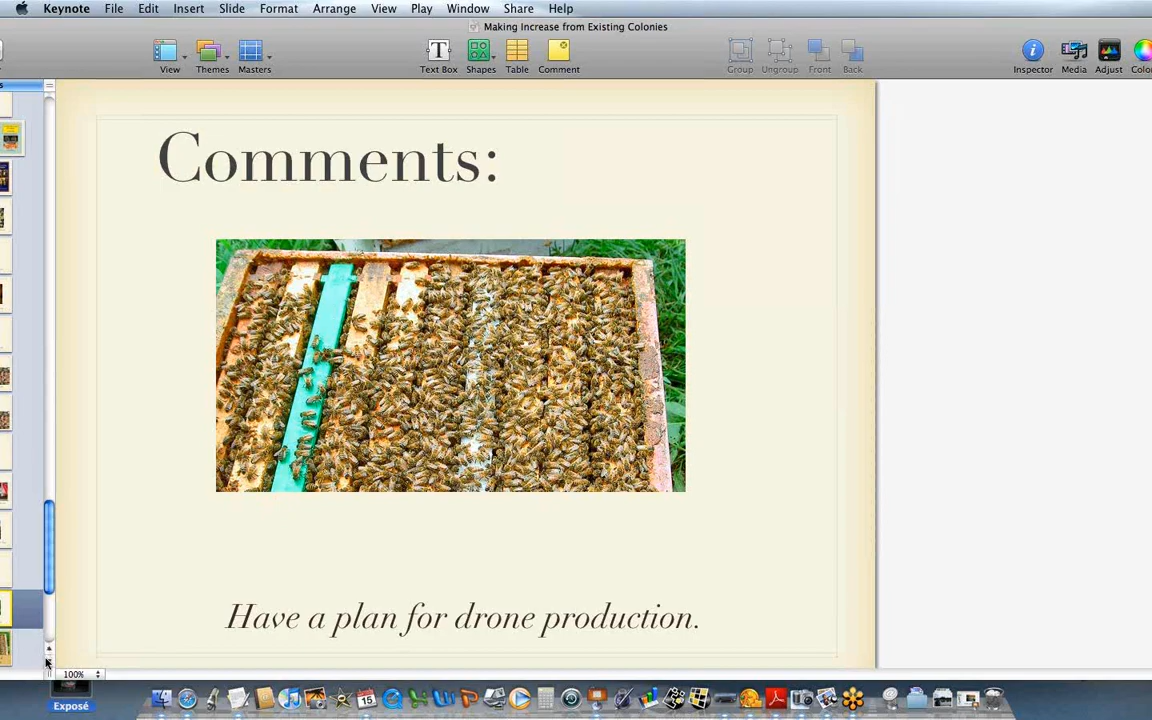 Keynote File Edit Insert Slide Format Arrange View Play Window Share Help
Making Increase from Existing Colonies
View Themes Masters Text Box Shapes Table Comment Group Ungroup Front Back Inspector Media Adjust
Comments:
Have a plan for drone production.
100%
15
Exposé